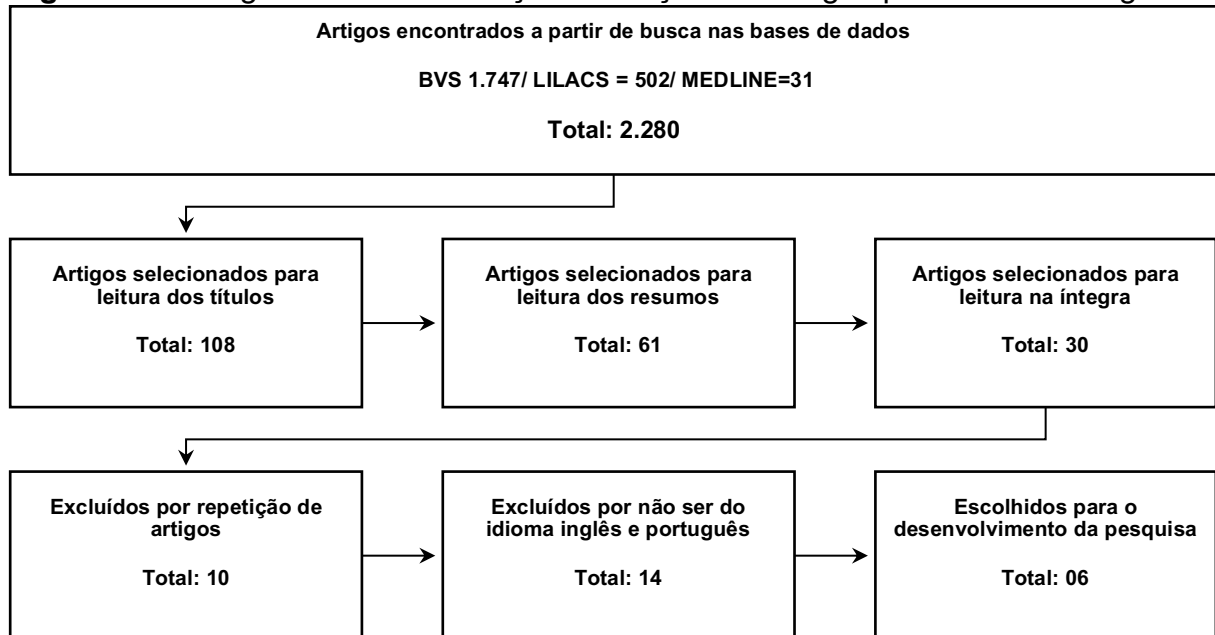 Artigos encontrados a partir de busca nas bases de dados
BVS 1.747/ LILACS = 502/ MEDLINE=31
Total: 2.280
Artigos selecionados para
leitura dos títulos
Total: 108
Artigos selecionados para
leitura dos resumos
Total: 61
Artigos selecionados para
leitura na íntegra
Total: 30
Excluídos por repetição de
artigos
Total: 10
Excluídos por não ser do
idioma inglês e português
Total: 14
Escolhidos para o
desenvolvimento da pesquisa
Total: 06